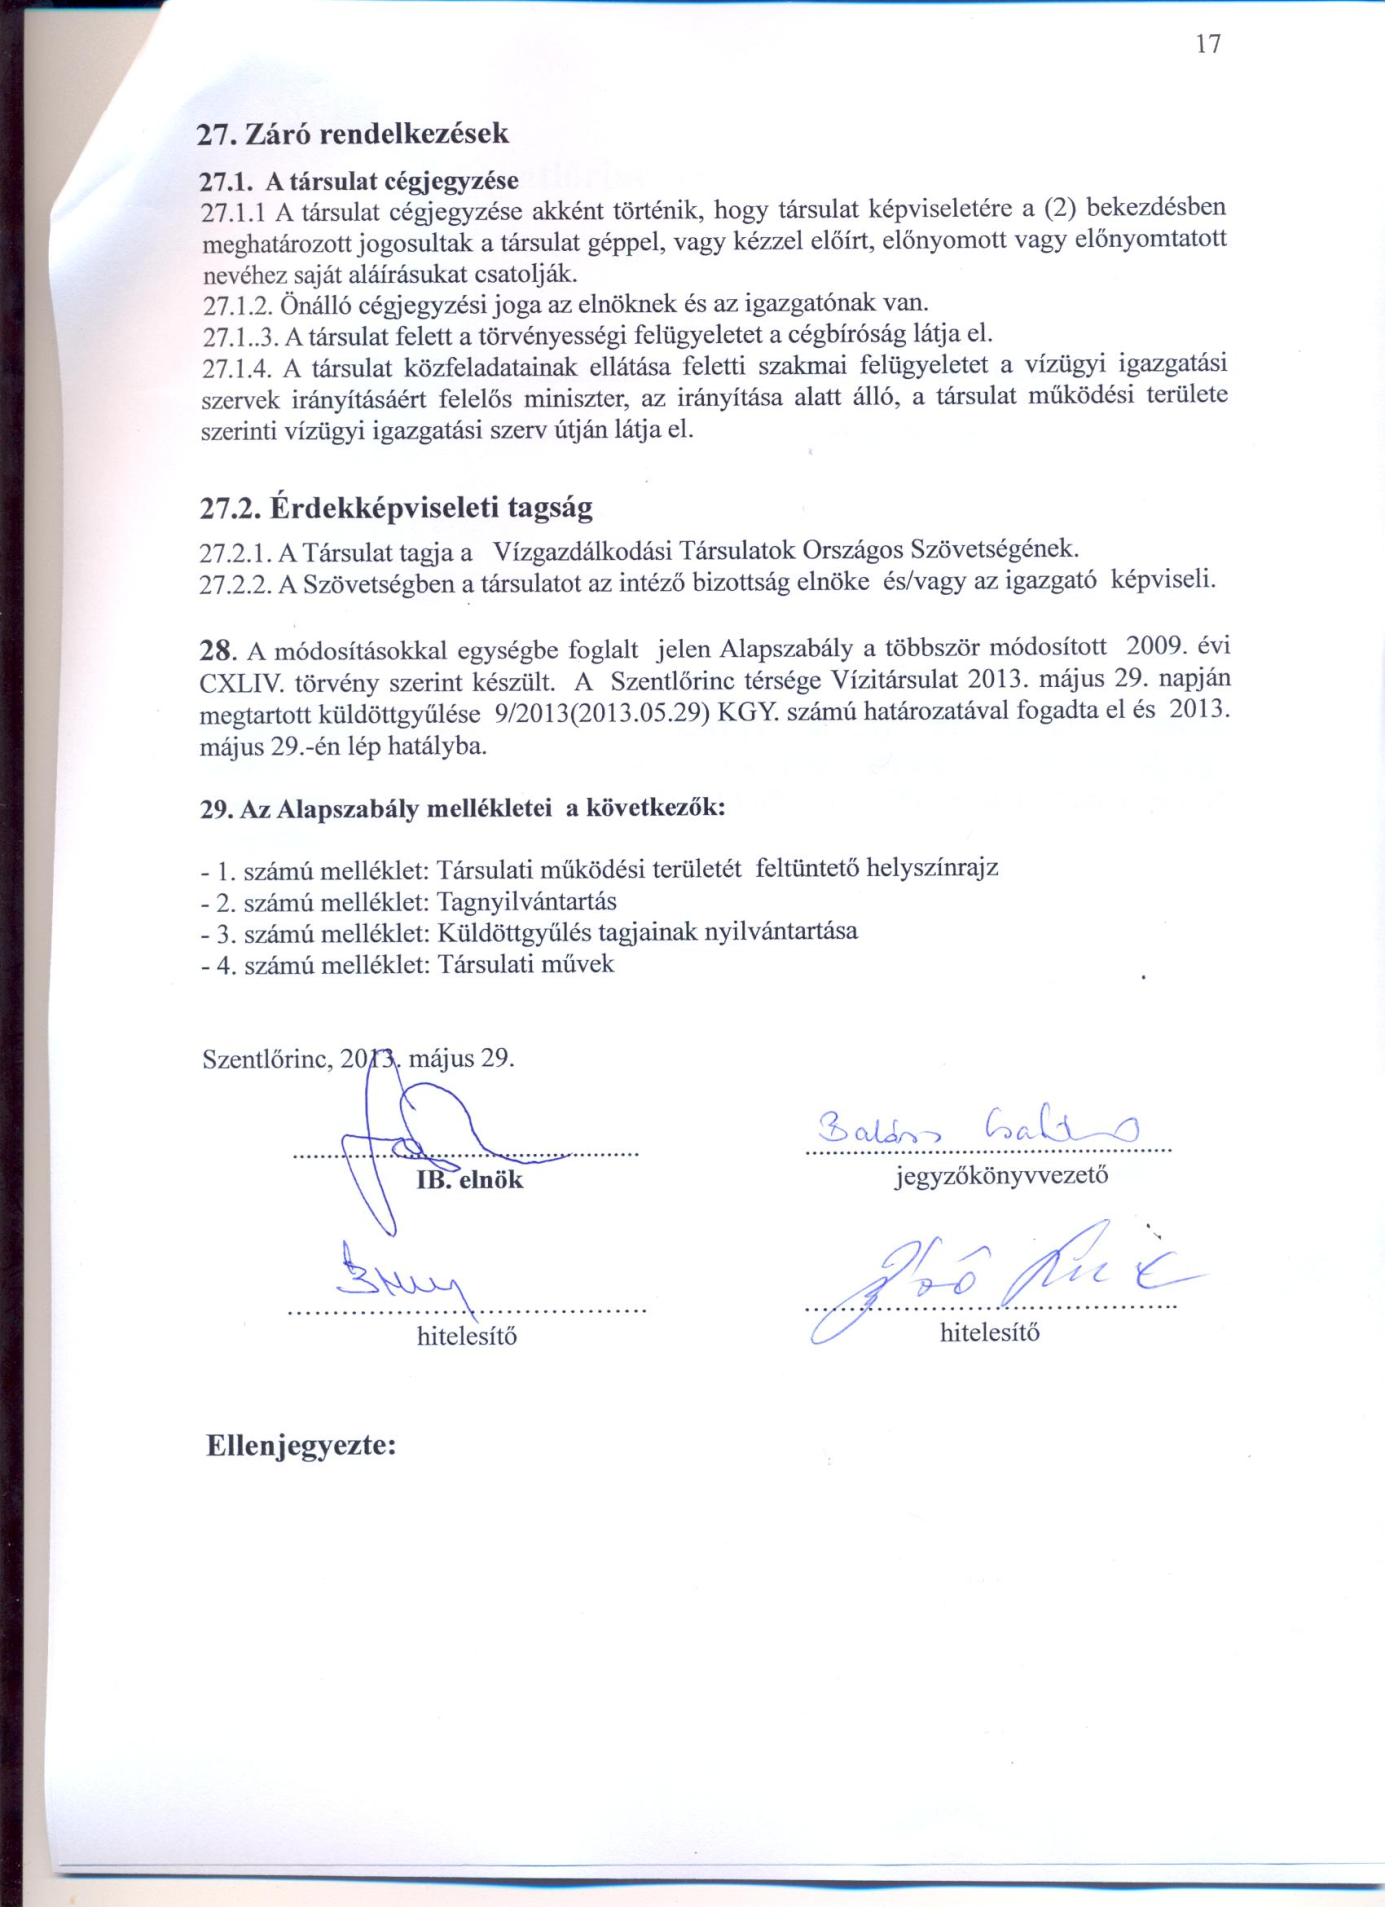 17
27. Záró rendelkezések
27.1. A társulat cégjegyzése
27.1.1 A társulat cégjegyzése akként történik, hogy társulat képviseletére a (2) bekezdésben
meghatározott jogosultak a társulat géppel, vagy kézzel előírt, előnyomott vagy előnyomtatott
nevéhez saját aláírásukat csatolják.
27.1.2. Önálló cégjegyzési joga az elnöknek és az igazgatónak van.
27.1..3. A társulat felett a törvényességi felügyeletet a cégbíróság látja el.
27.1.4. A társulat közfeladatainak ellátása feletti szakmai felügyeletet a vízügyi igazgatási
szervek irányításáért felelős miniszter, az irányítása alatt álló, a társulat működési területe
szerinti vízügyi igazgatási szerv útján látja el.
27.2. Érdekképviseleti tagság
27.2.1. A Társulat tagja a Vízgazdálkodási Társulatok Országos Szövetségének.
27.2.2. A Szövetségben a társulatot az intéző bizottság elnöke és/vagy az igazgató képviseli.
28. A módosításokkal egységbe foglalt jelen Alapszabály a többször módosított 2009. évi
CXLIV. törvény szerint készült. A Szentlőrinc térsége Vízitársulat 2013. május 29. napján
megtartott küldöttgyűlése 9/2013(2013.05.29) KGY. számú határozatával fogadta el és 2013.
május 29.-én lép hatályba.
29. Az Alapszabály mellékletei a következők:
- 1. számú melléklet: Társulati működési területét feltüntető helyszínrajz
- 2. számú melléklet: Tagnyilvántartás
- 3. számú melléklet: Küldöttgyűlés tagjainak nyilvántartása
- 4. számú melléklet: Társulati művek
Szentlőrinc, 2013. május 29.
IB. elnök
jegyzőkönyvvezető
hitelesítő
hitelesítő
Ellenjegyezte: